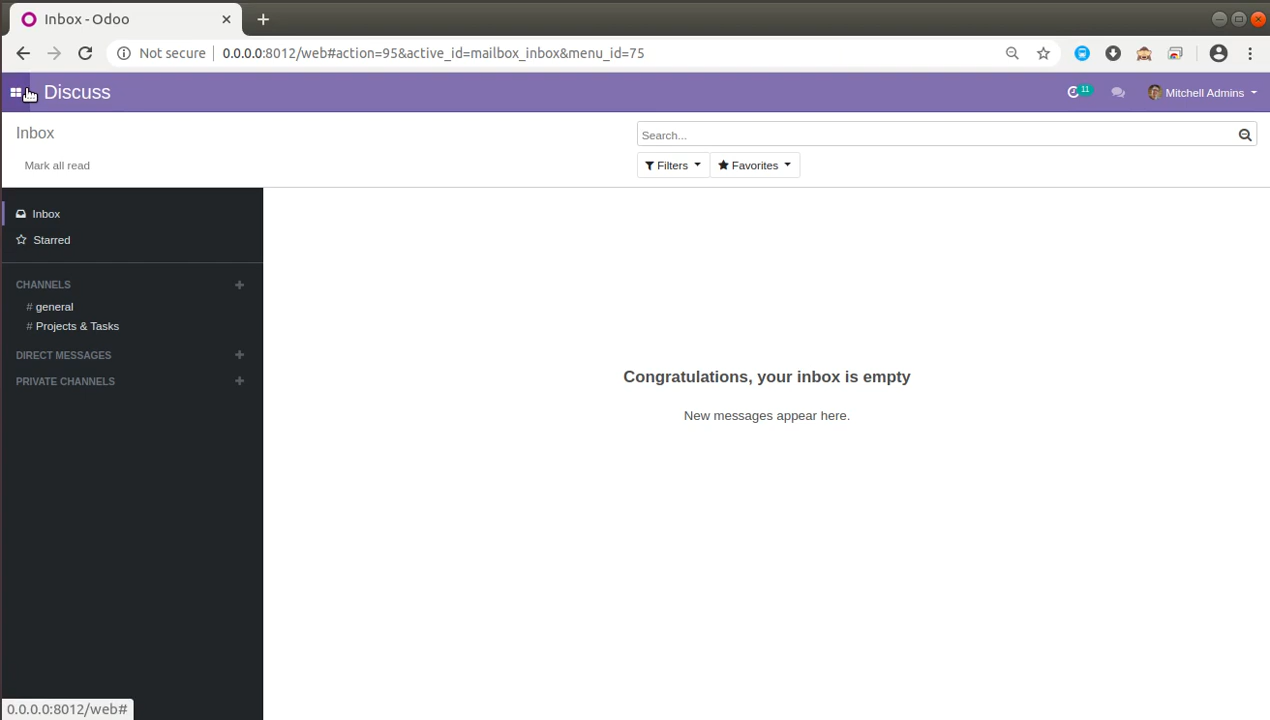 Inbox - Odoo
Not secure
0.0.0.0:8012/web#action=95&active_id=mailbox_inbox&menu_id=75
Discuss
11
Mitchell Admins
Inbox
Search...
Mark all read
Filters
Favorites
Inbox
Starred
CHANNELS
# general
# Projects & Tasks
DIRECT MESSAGES
PRIVATE CHANNELS
Congratulations, your inbox is empty
New messages appear here.
0.0.0.0:8012/web#